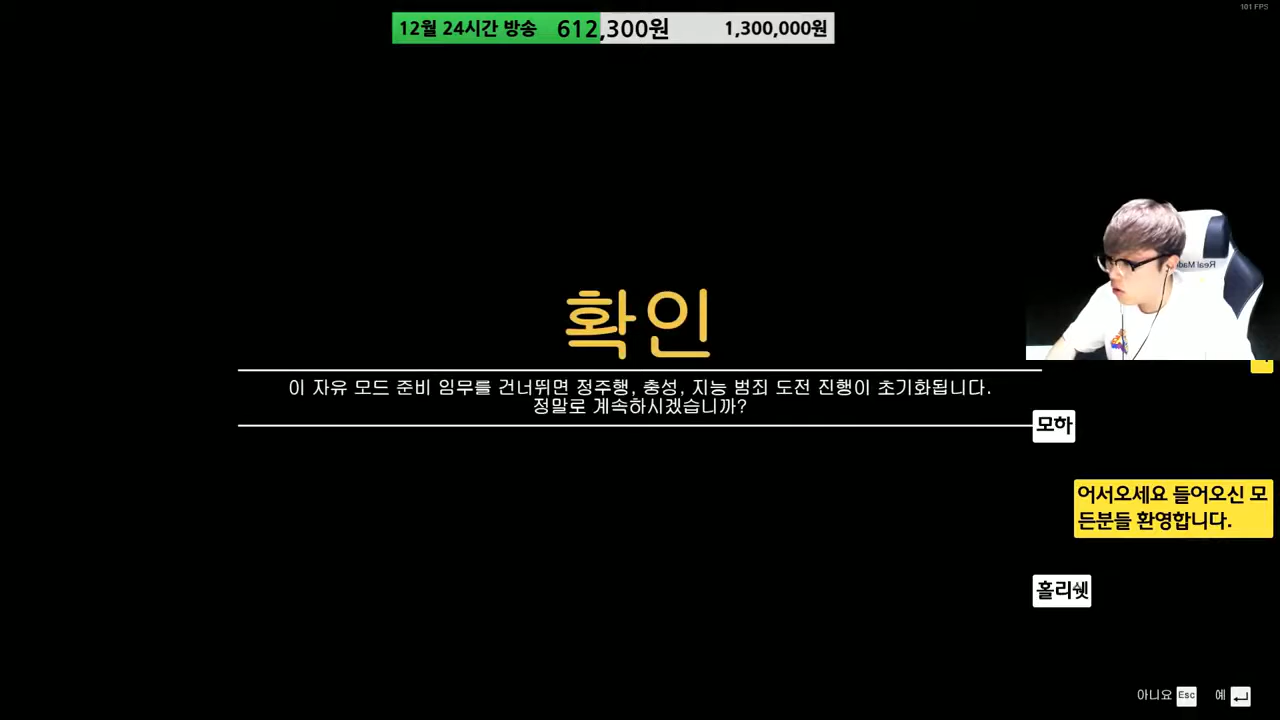 101 FPS
12월 24시간 방송 612,300원 1,300,000원
Real Mad
확인
이 자유 모드 준비 임무를 건너뛰면 정주행, 충성, 지능 범죄 도전 진행이 초기화됩니다.
정말로 계속하시겠습니까?
모하
어서오세요 들어오신 모
든분들 환영합니다.
홀리쉣
아니요 Esc 예